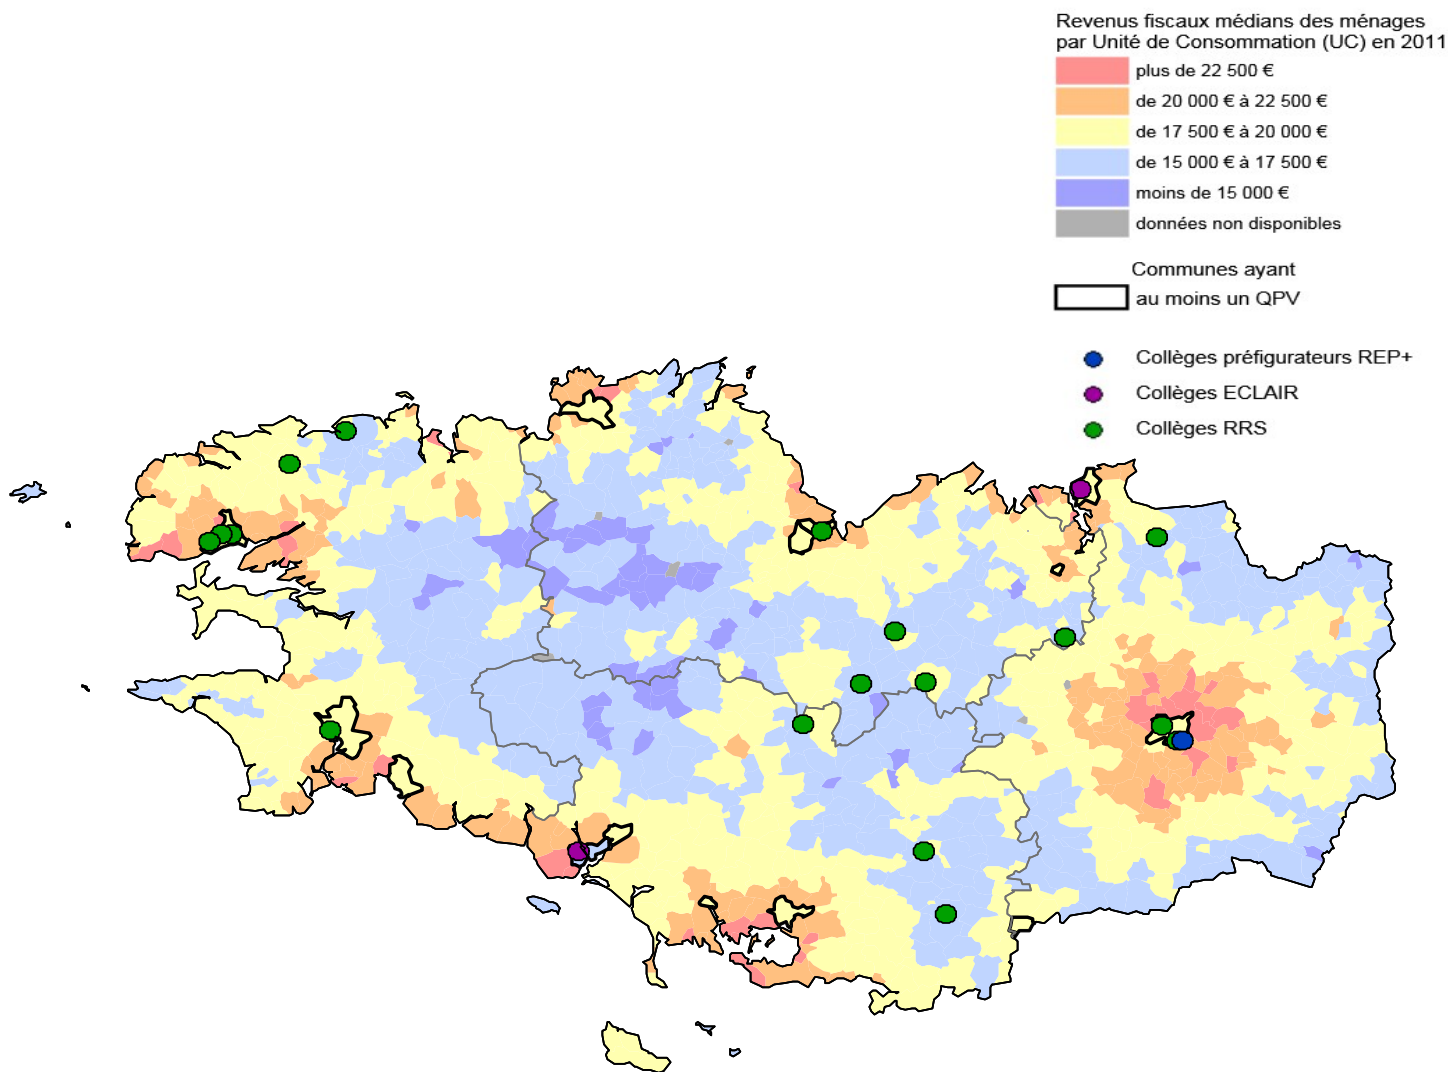 Revenus fiscaux médians des ménages
par Unité de Consommation (UC) en 2011
plus de 22 500 €
de 20 000 € à 22 500 €
de 17 500 € à 20 000 €
de 15 000 € à 17 500 €
moins de 15 000 €
données non disponibles
Communes ayant
au moins un QPV
Collèges préfigurateurs REP+
Collèges ECLAIR
Collèges RRS